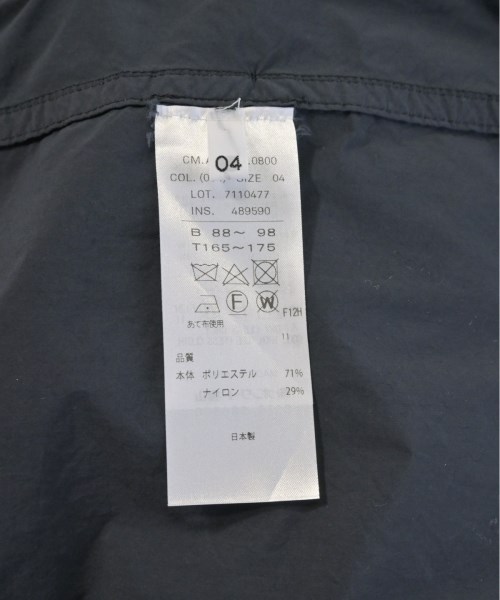 04
CM. .0800
COL. SIZE 04
LOT. 7110477
INS. 489590
B 88～ 98
T165～175
F W F12H
あて布使用 11
品質
本体 ポリエステル 71%
ナイロン 29%
日本製